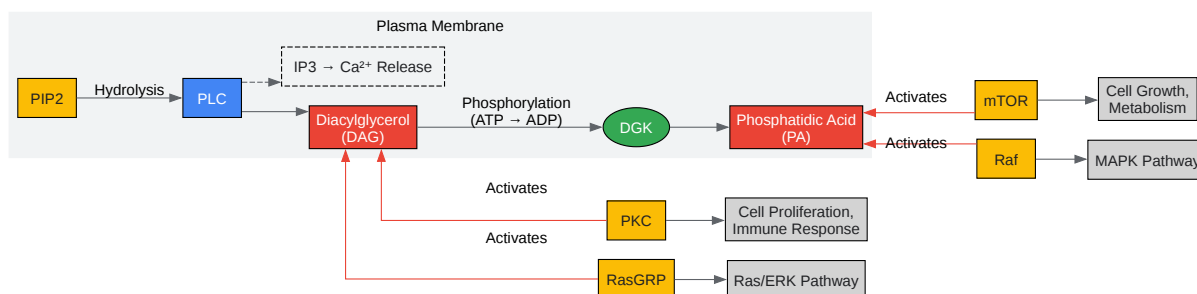 Plasma Membrane
IP3 → Ca²⁺ Release
PIP2
Hydrolysis
PLC
Diacylglycerol
(DAG)
Phosphorylation
(ATP → ADP)
DGK
Phosphatidic Acid
(PA)
Activates
mTOR
Cell Growth,
Metabolism
Activates
Raf
MAPK Pathway
Activates
PKC
Cell Proliferation,
Immune Response
Activates
RasGRP
Ras/ERK Pathway